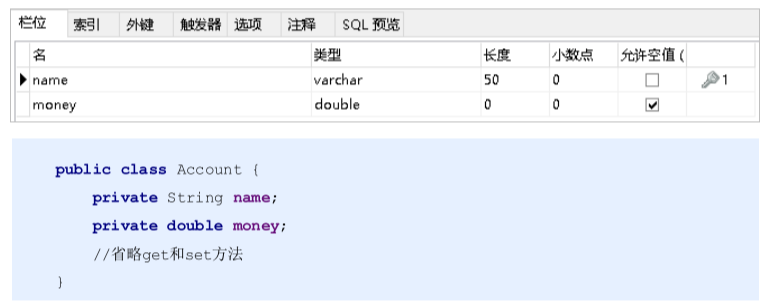 栏位 索引 外键 触发器 选项 注释 SQL 预览
名 类型 长度 小数点 允许空值 (
name varchar 50 0 1
money double 0 0
public class Account {
private String name;
private double money;
//省略get和set方法
}